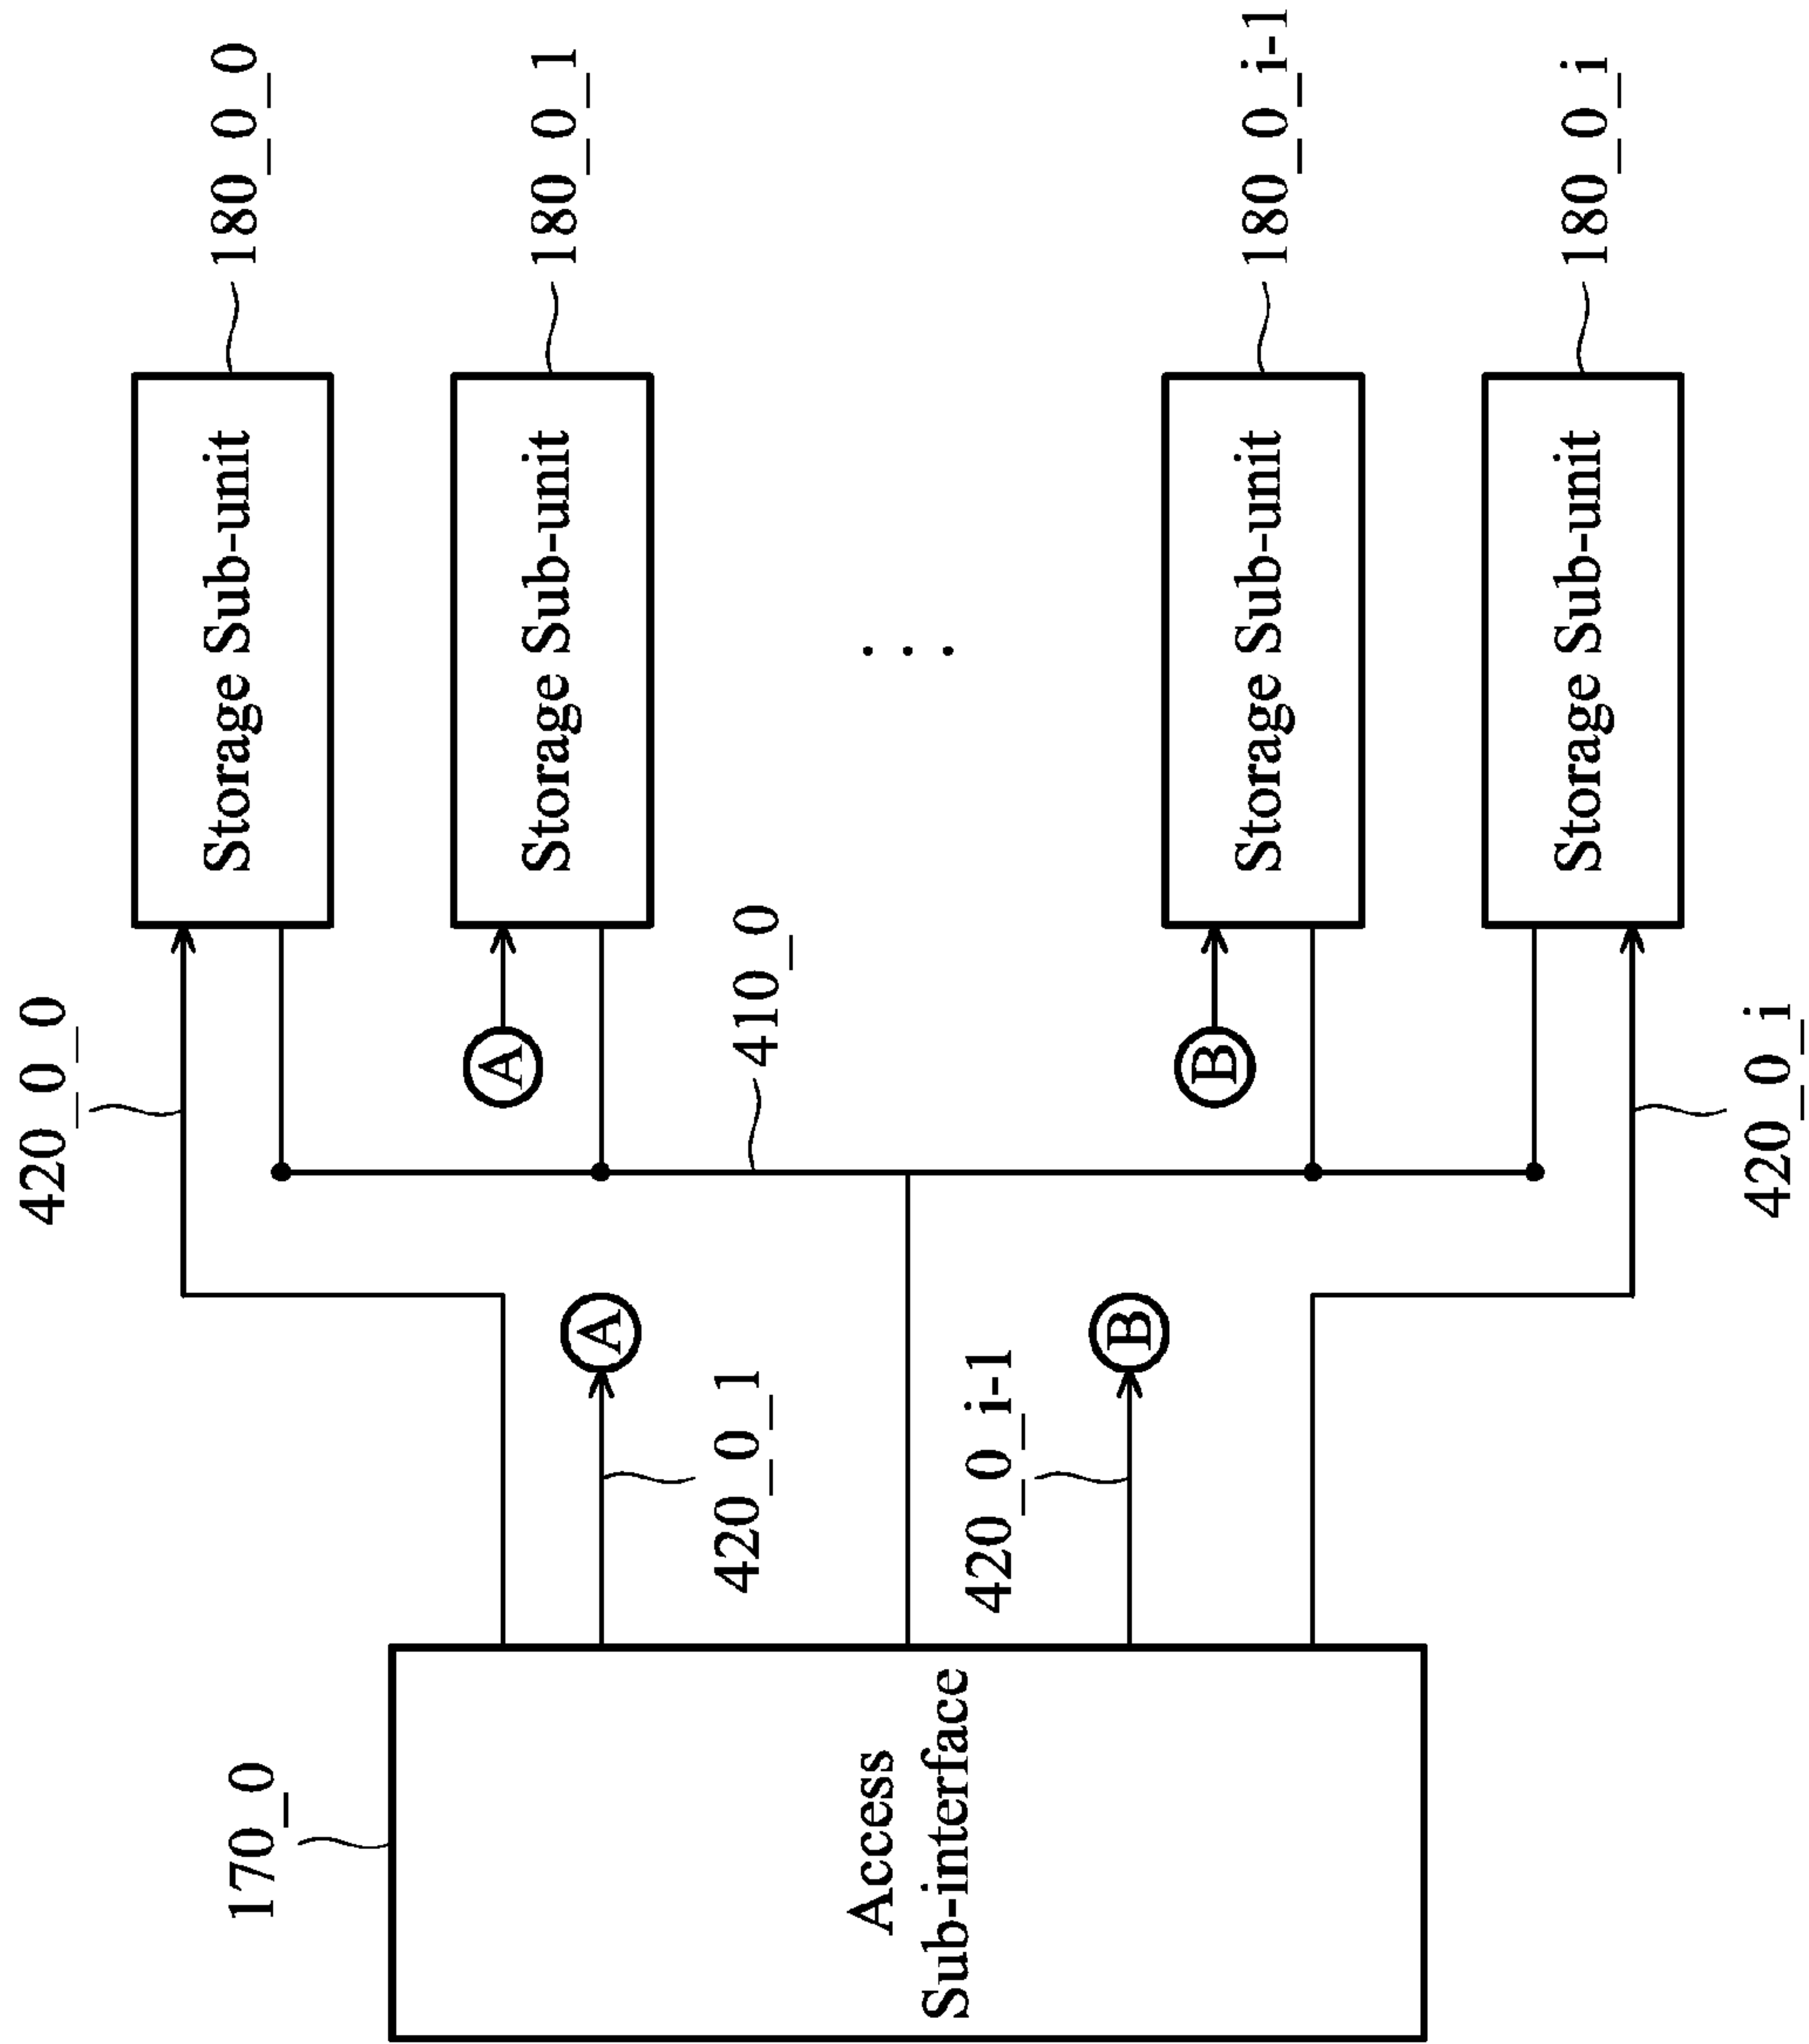 170_0
Access
Sub-interface
420_0_0
420_0_1
420_0_i-1
420_0_i
A
B
410_0
A
B
Storage Sub-unit
180_0_0
Storage Sub-unit
180_0_1
Storage Sub-unit
180_0_i-1
Storage Sub-unit
180_0_i